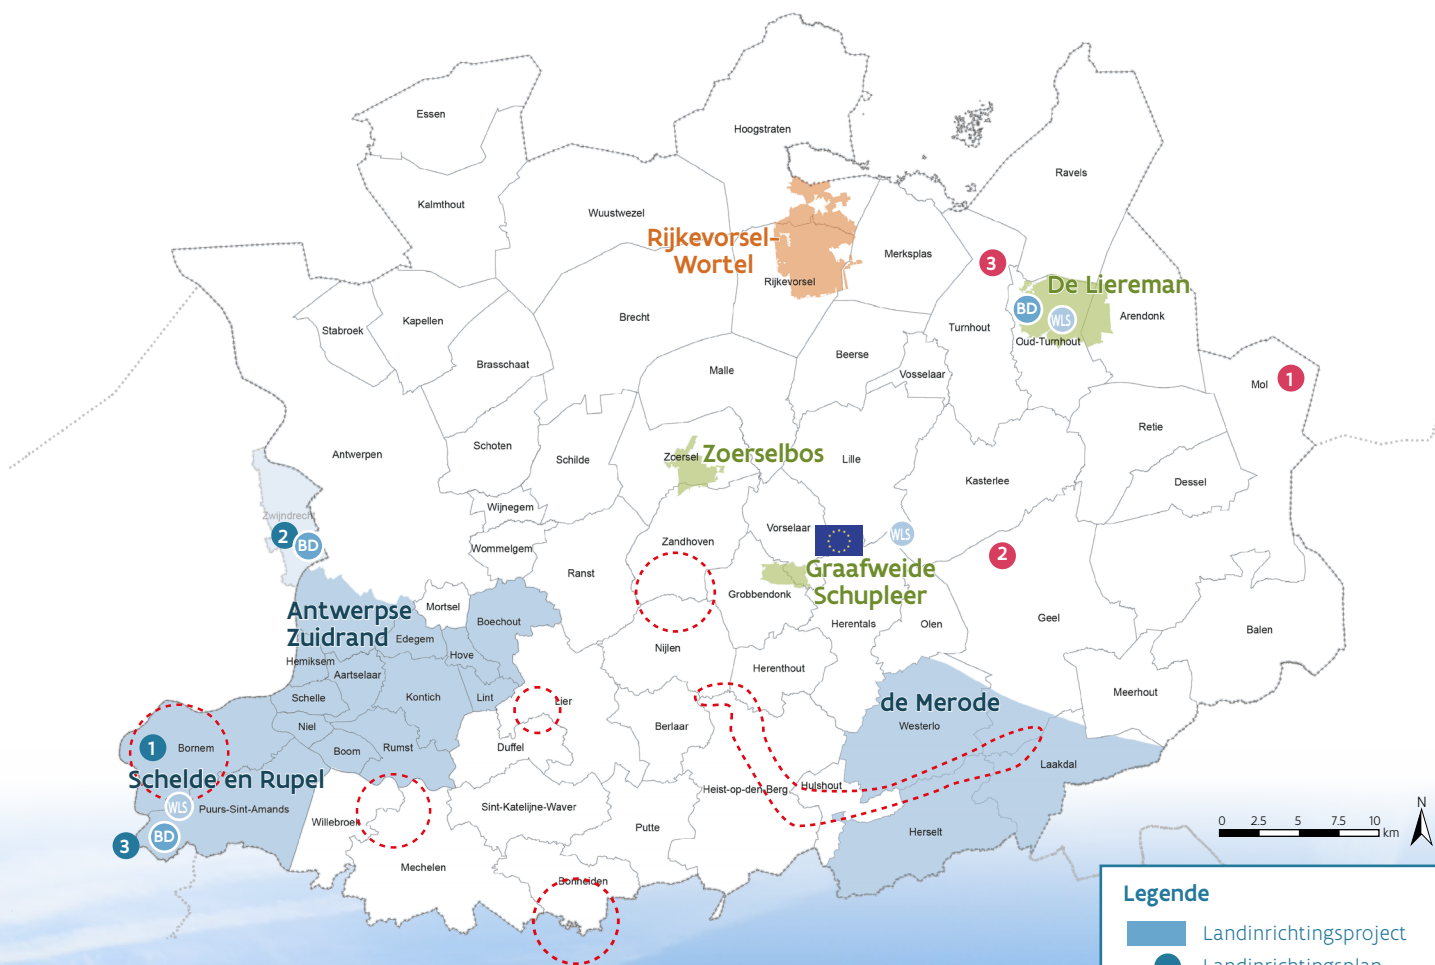 Essen
Hoogstraten
Ravels
Kalmthout
Wuustwezel
Rijkevorsel-
Wortel
Merksplas
3
Rijkevorsel
De Liereman
BD
WLS
Arendonk
Stabroek
Kapellen
Brecht
Turnhout
Oud-Turnhout
Brasschaat
Malle
Beerse
Vosselaar
Mol
1
Retie
Antwerpen
Schoten
Schilde
Zoersel
Zoerselbos
Lille
Kasterlee
Dessel
Wijnegem
Zwijndrecht
2
BD
Wommelgem
Zandhoven
Vorselaar
WLS
2
Ranst
Graafweide
Schupleer
Grobbendonk
Antwerpse
Zuidrand
Mortsel
Boechout
Edegem
Hove
Hemiksem
Aartselaar
Herentals
Olen
Geel
Balen
Nijlen
Herenthout
Schelle
Kontich
Lint
Lier
Meerhout
de Merode
Westerlo
Niel
Berlaar
1
Bornem
Boom
Rumst
Duffel
Laakdal
Schelde en Rupel
WLS
Puurs-Sint-Amands
Willebroek
Sint-Katelijne-Waver
Heist-op-den-Berg
Hulshout
Putte
Herselt
BD
3
Mechelen
Bonheiden
N
0 2.5 5 7.5 10
km
Legende
Landinrichtingsproject
Landinrichtingsplan